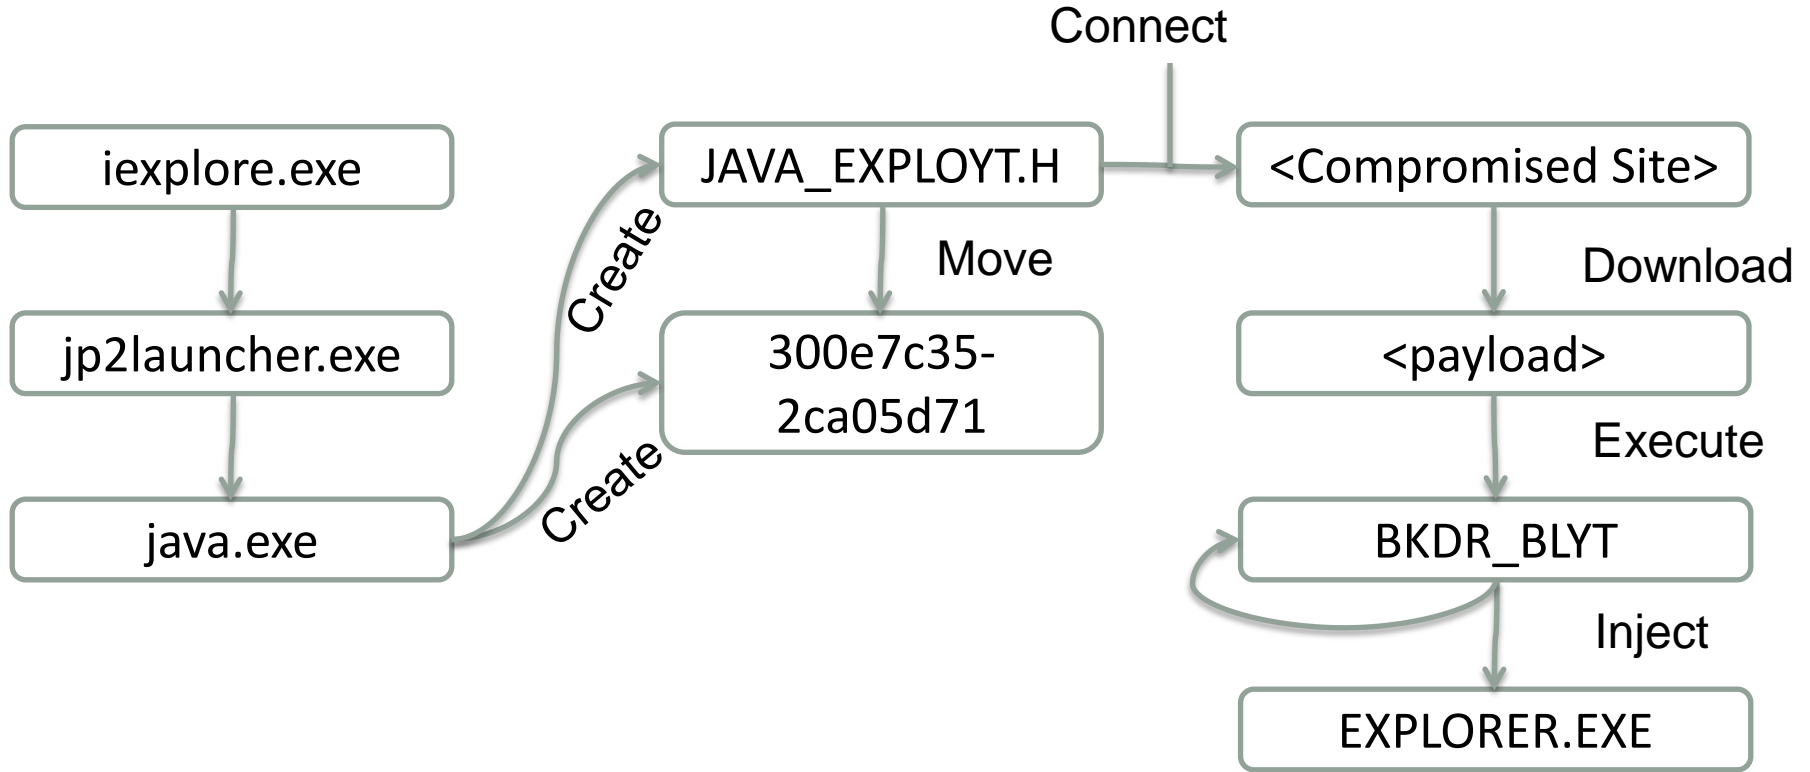 Connect
iexplore.exe
JAVA_EXPLOYT.H
<Compromised Site>
Create
Move
Download
jp2launcher.exe
300e7c35-
2ca05d71
<payload>
Create
Execute
java.exe
BKDR_BLYT
Inject
EXPLORER.EXE